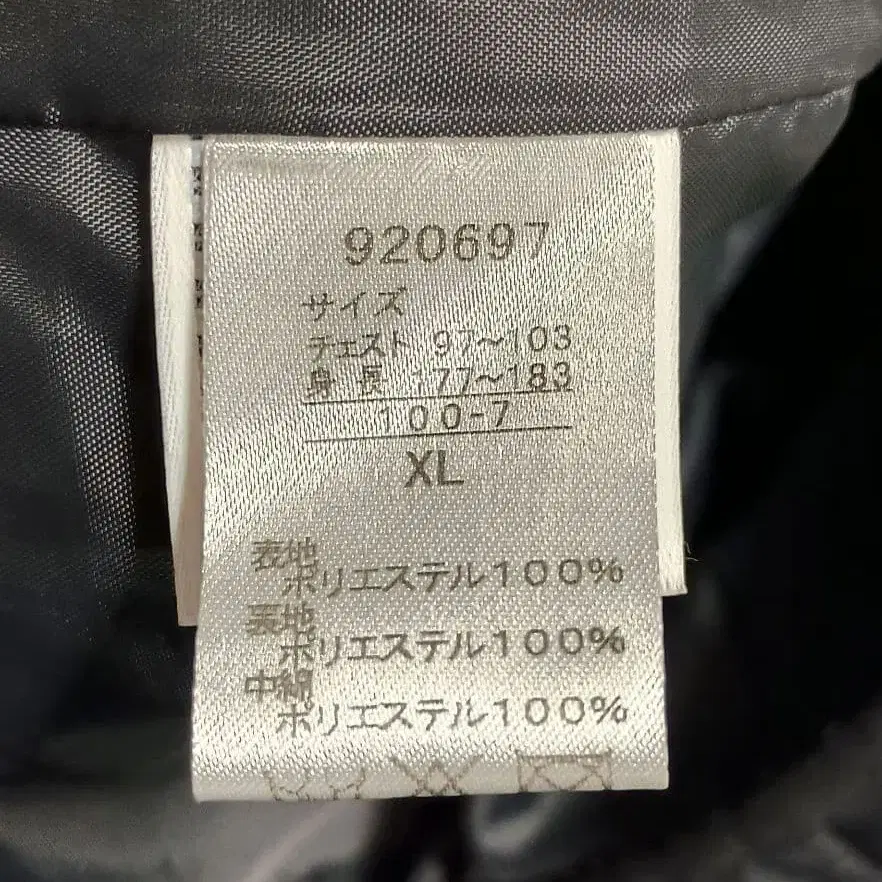 920697
サイズ
チェスト 97～103
身長 177～183
100-7
XL
表地
ポリエステル100%
裏地
ポリエステル100%
中綿
ポリエステル100%